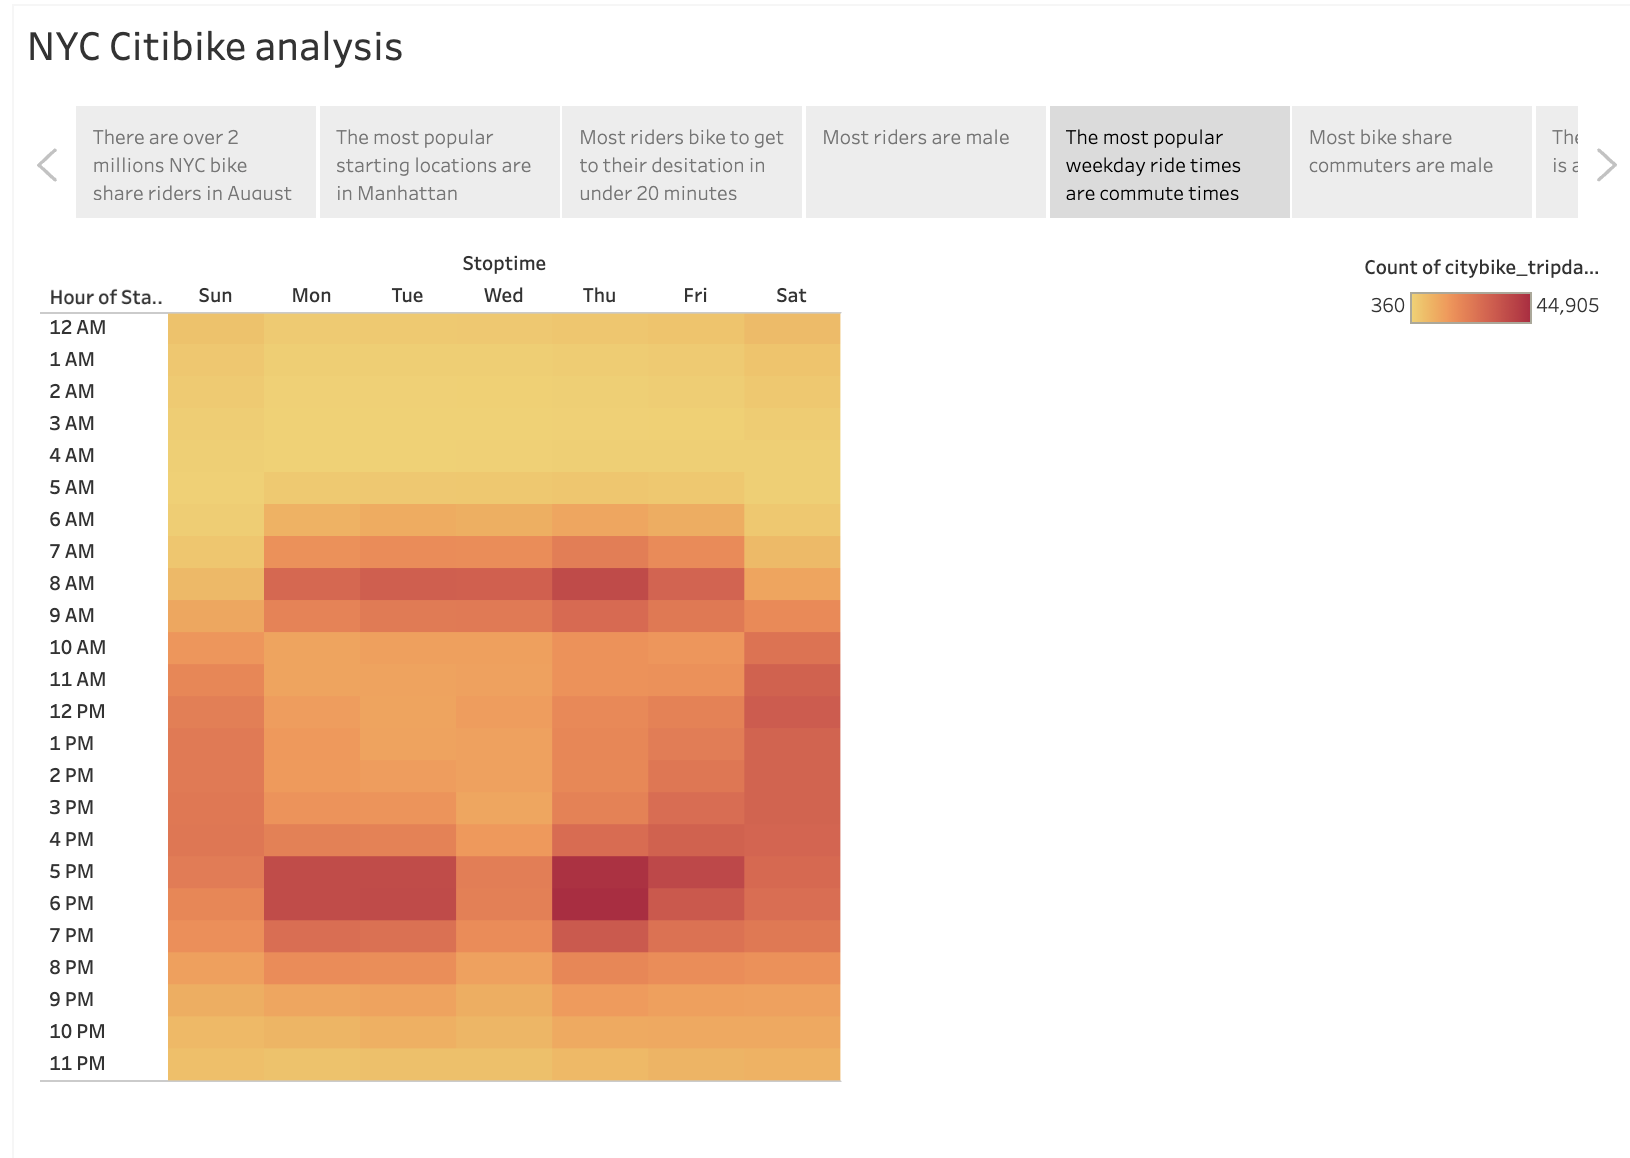 NYC Citibike analysis
There are over 2
millions NYC bike
share riders in August
The most popular
starting locations are
in Manhattan
Most riders bike to get
to their desitation in
under 20 minutes
Most riders are male
The most popular
weekday ride times
are commute times
Most bike share
commuters are male
The
is a
Stoptime
Hour of Sta.. Sun Mon Tue Wed Thu Fri Sat
12 AM
1 AM
2 AM
3 AM
4 AM
5 AM
6 AM
7 AM
8 AM
9 AM
10 AM
11 AM
12 PM
1 PM
2 PM
3 PM
4 PM
5 PM
6 PM
7 PM
8 PM
9 PM
10 PM
11 PM
Count of citybike_tripda...
360 44,905